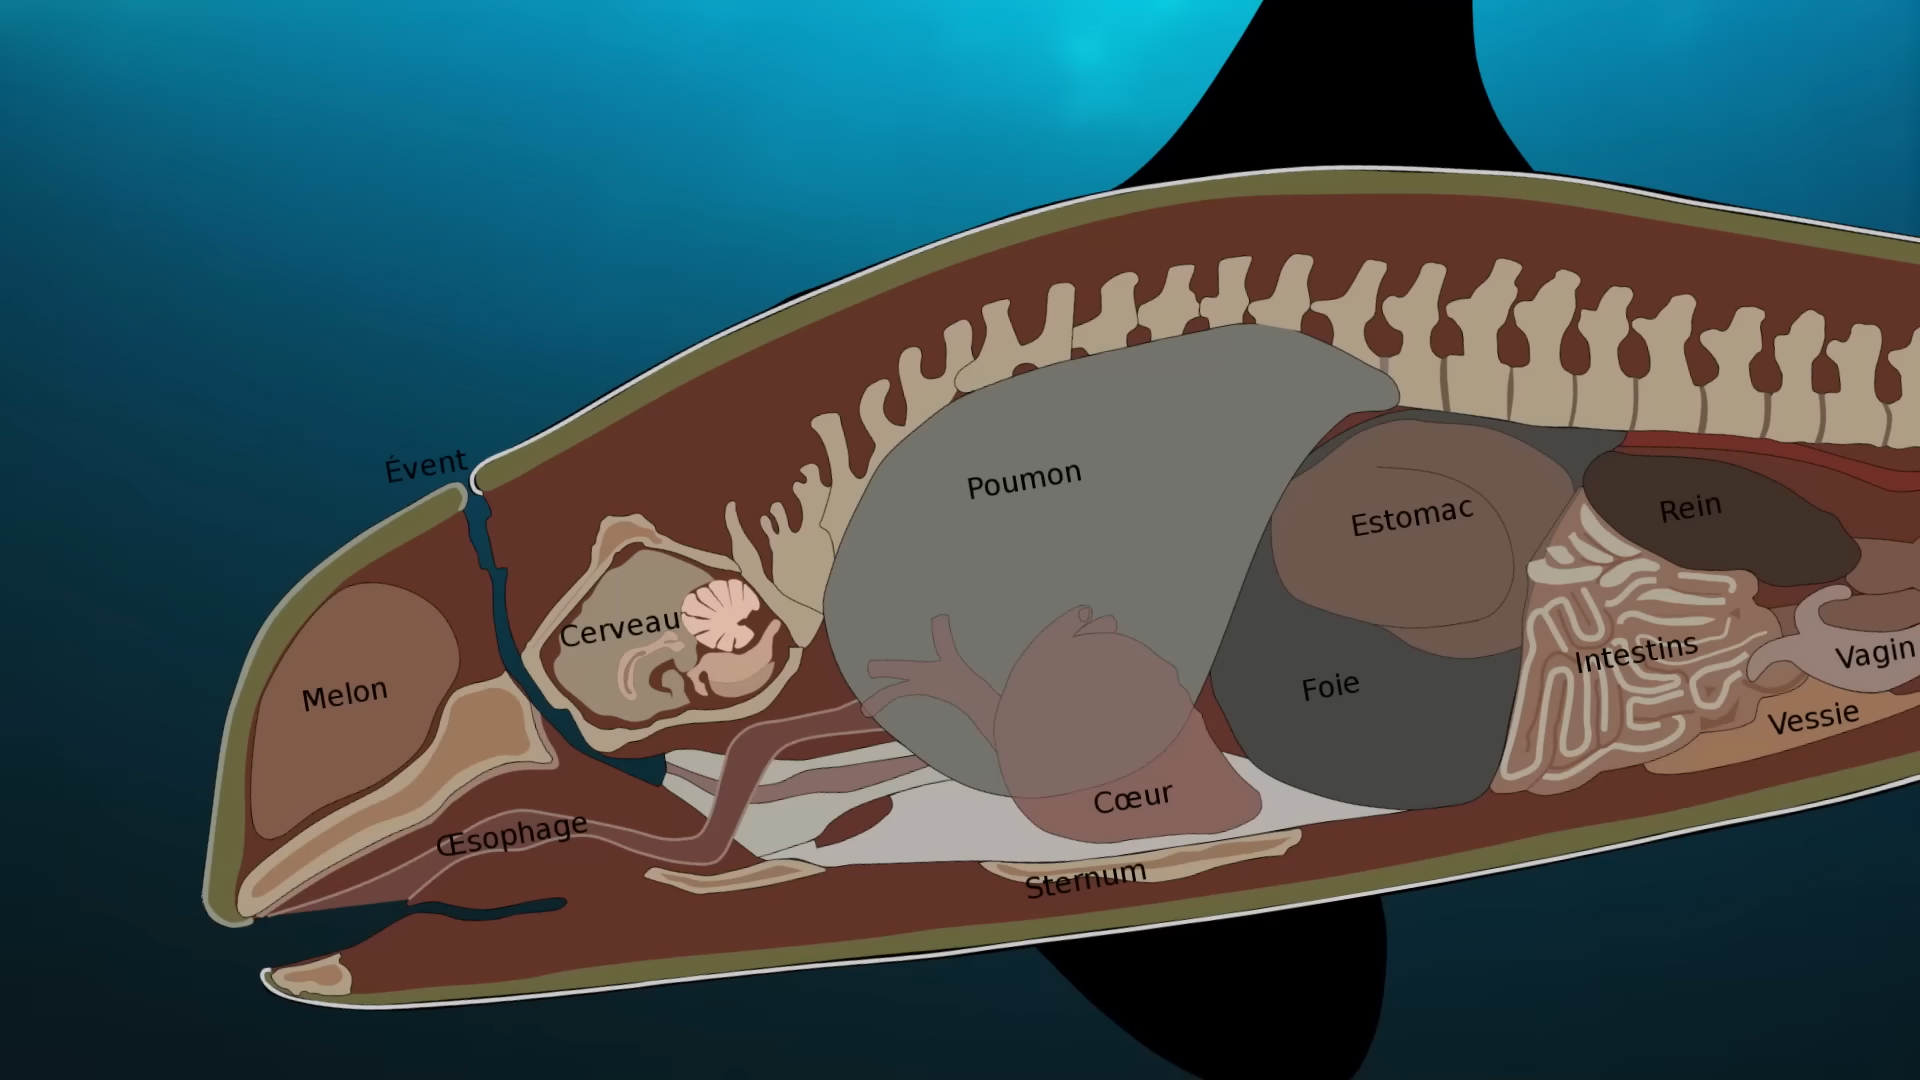 Évent
Poumon
Estomac
Rein
Cerveau
Melon
Foie
Intestins
Vagin
Vessie
Cœur
Œsophage
Sternum